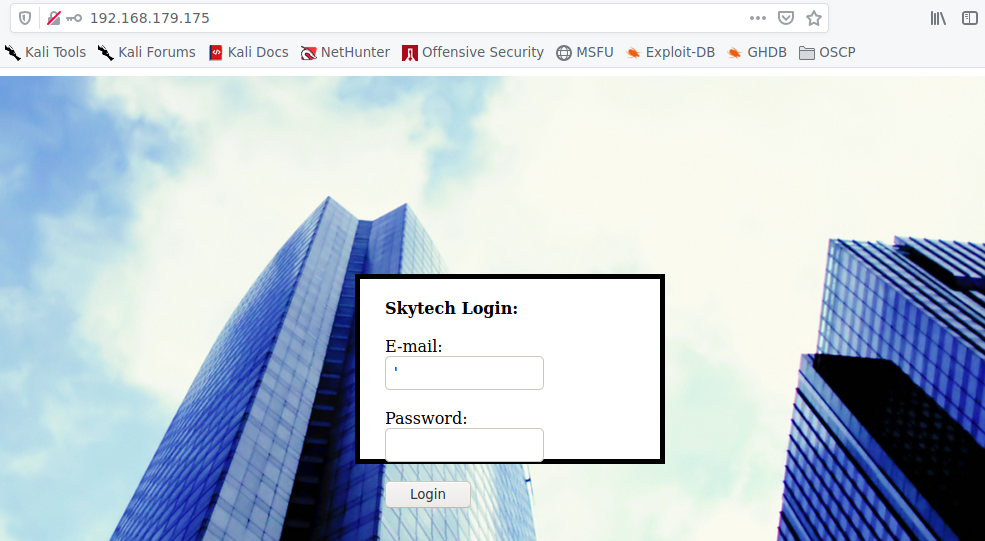 192.168.179.175
Kali Tools Kali Forums Kali Docs NetHunter Offensive Security MSFU Exploit-DB GHDB OSCP
Skytech Login:
E-mail:
'
Password:
Login